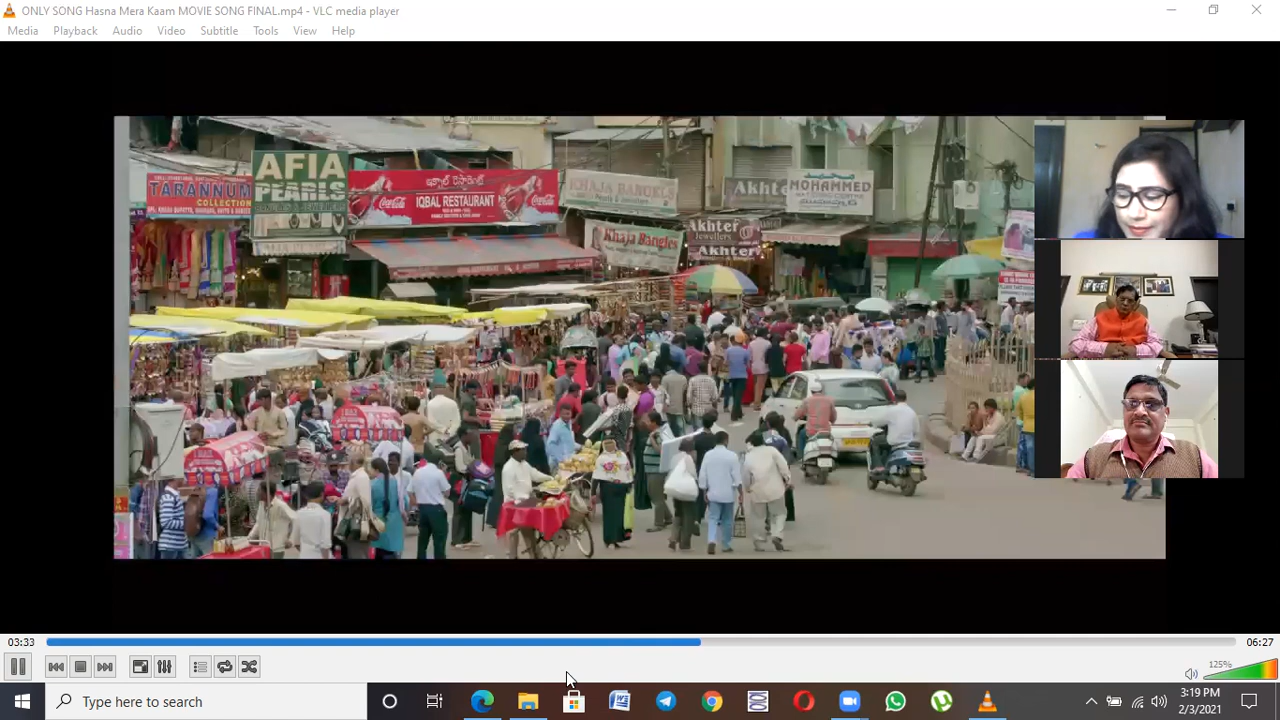 ONLY SONG Hasna Mera Kaam MOVIE SONG FINAL.mp4 - VLC media player
Media Playback Audio Video Subtitle Tools View Help
TARANNUM
COLLECTION
AFIA
PEARLS
Coca-Cola
IQBAL RESTAURANT
Coca-Cola
KHAJA BANGLES
Khaja Bangles
Akhter
Jewellers
Akhter
Akhte
MOHAMMED
03:33
06:27
125%
Type here to search
3:19 PM
2/3/2021